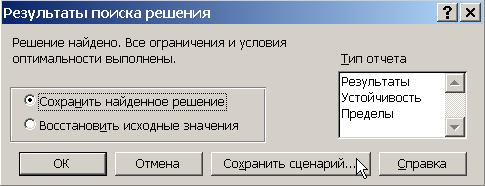 Результаты поиска решения
Решение найдено. Все ограничения и условия
оптимальности выполнены.
Тип отчета
Результаты
Устойчивость
Пределы
Сохранить найденное решение
Восстановить исходные значения
ОК
Отмена
Сохранить сценарий...
Справка